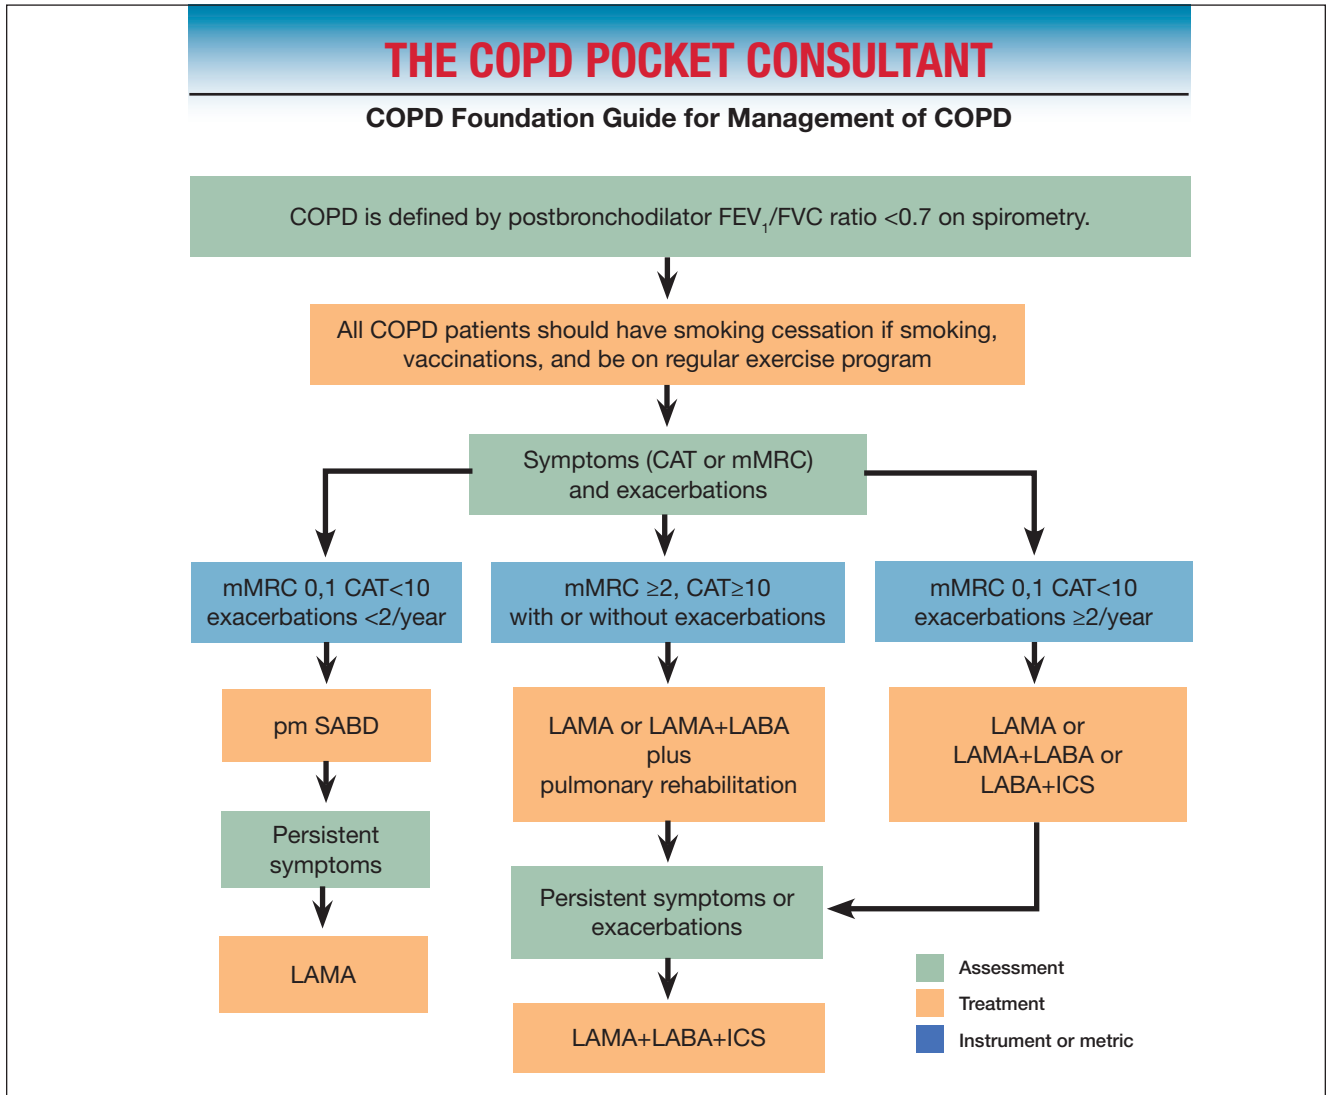 THE COPD POCKET CONSULTANT
COPD Foundation Guide for Management of COPD
COPD is defined by postbronchodilator FEV₁/FVC ratio <0.7 on spirometry.
All COPD patients should have smoking cessation if smoking,
vaccinations, and be on regular exercise program
Symptoms (CAT or mMRC)
and exacerbations
mMRC 0,1 CAT<10
exacerbations <2/year
mMRC ≥2, CAT≥10
with or without exacerbations
mMRC 0,1 CAT<10
exacerbations ≥2/year
pm SABD
LAMA or LAMA+LABA
plus
pulmonary rehabilitation
LAMA or
LAMA+LABA or
LABA+ICS
Persistent
symptoms
Persistent symptoms or
exacerbations
LAMA
LAMA+LABA+ICS
Assessment
Treatment
Instrument or metric